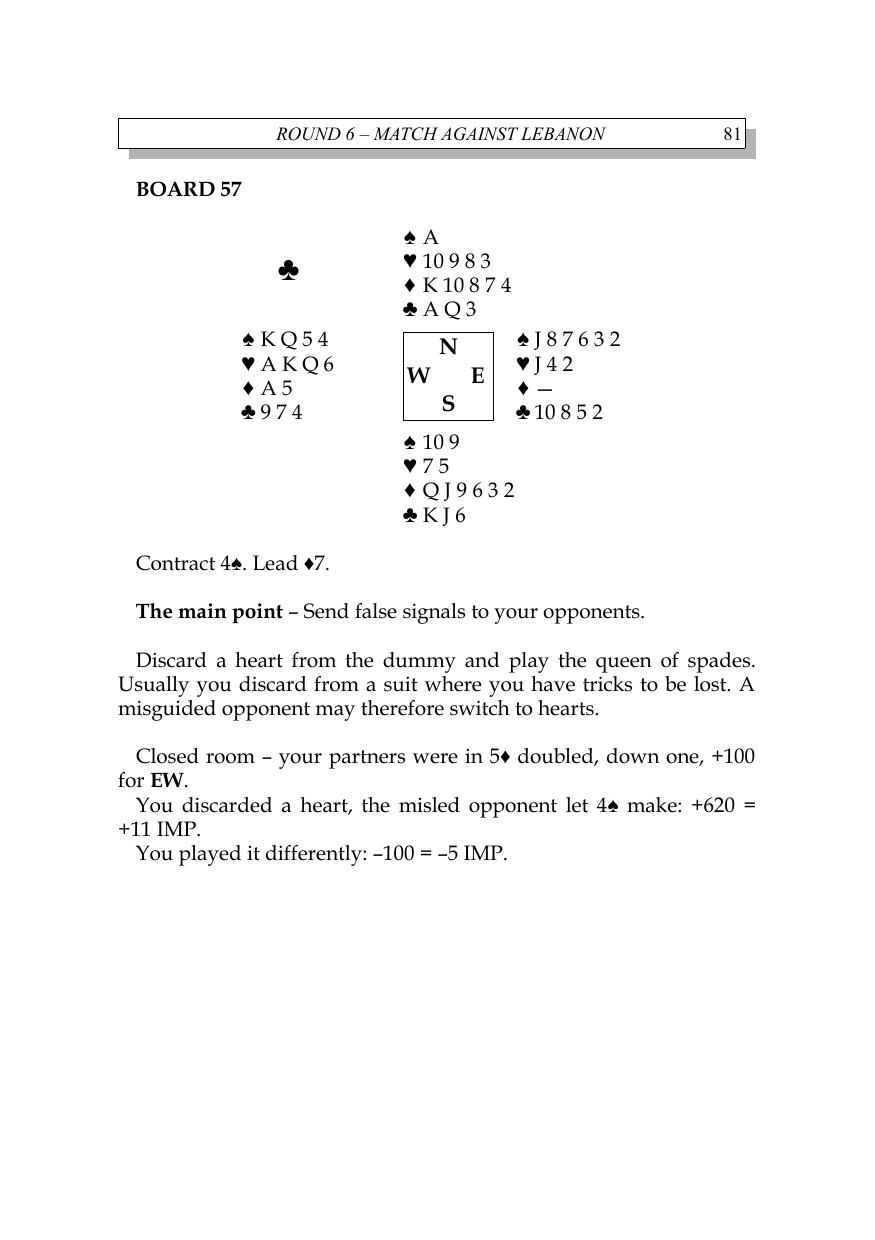 ROUND 6 – MATCH AGAINST LEBANON 81
BOARD 57
♠ A
♣
♥ 10 9 8 3
♦ K 10 8 7 4
♣ A Q 3
♠ K Q 5 4
♥ A K Q 6
♦ A 5
♣ 9 7 4
N
W E
S
♠ J 8 7 6 3 2
♥ J 4 2
♦ —
♣ 10 8 5 2
♠ 10 9
♥ 7 5
♦ Q J 9 6 3 2
♣ K J 6
Contract 4♠. Lead ♦7.
The main point – Send false signals to your opponents.
Discard a heart from the dummy and play the queen of spades.
Usually you discard from a suit where you have tricks to be lost. A
misguided opponent may therefore switch to hearts.
Closed room – your partners were in 5♦ doubled, down one, +100
for EW.
You discarded a heart, the misled opponent let 4♠ make: +620 =
+11 IMP.
You played it differently: –100 = –5 IMP.